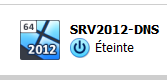 64
2012
SRV2012-DNS
Éteinte